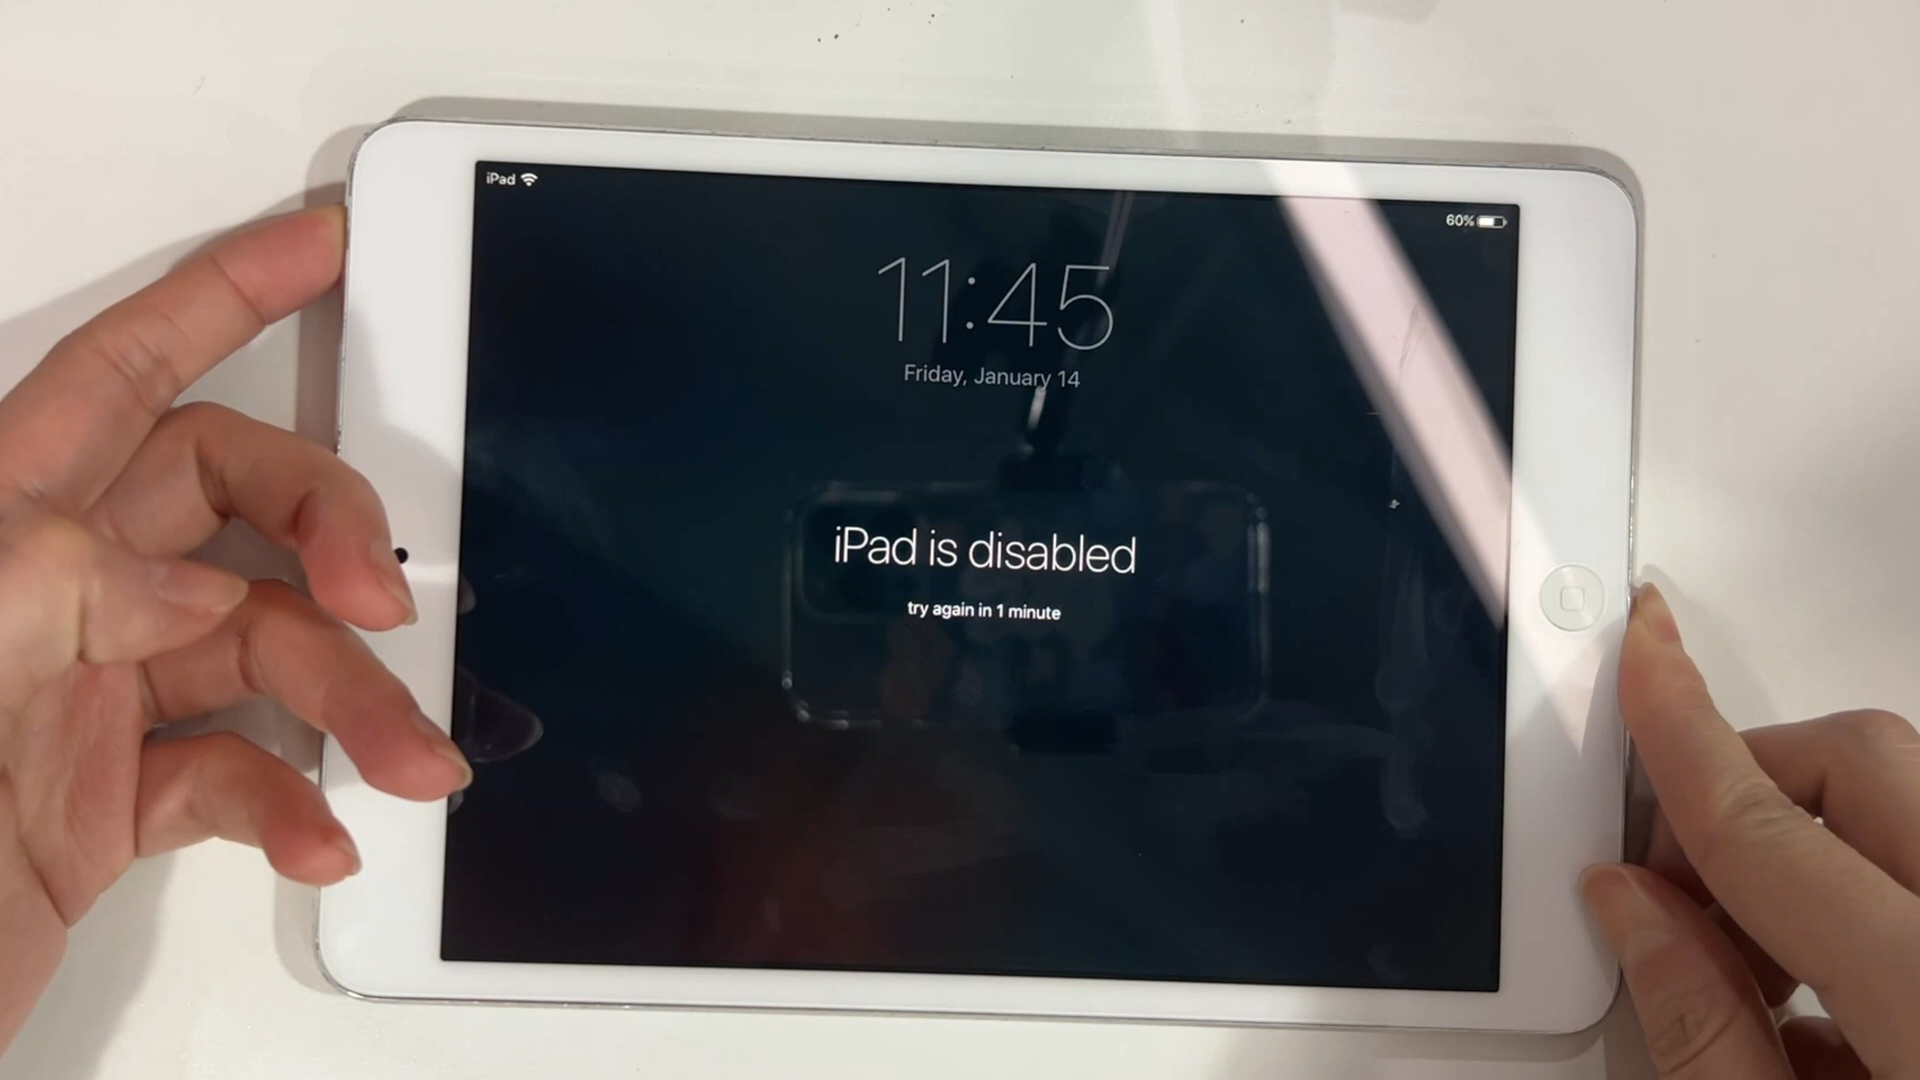 iPad
60%
11:45
Friday, January 14
iPad is disabled
try again in 1 minute